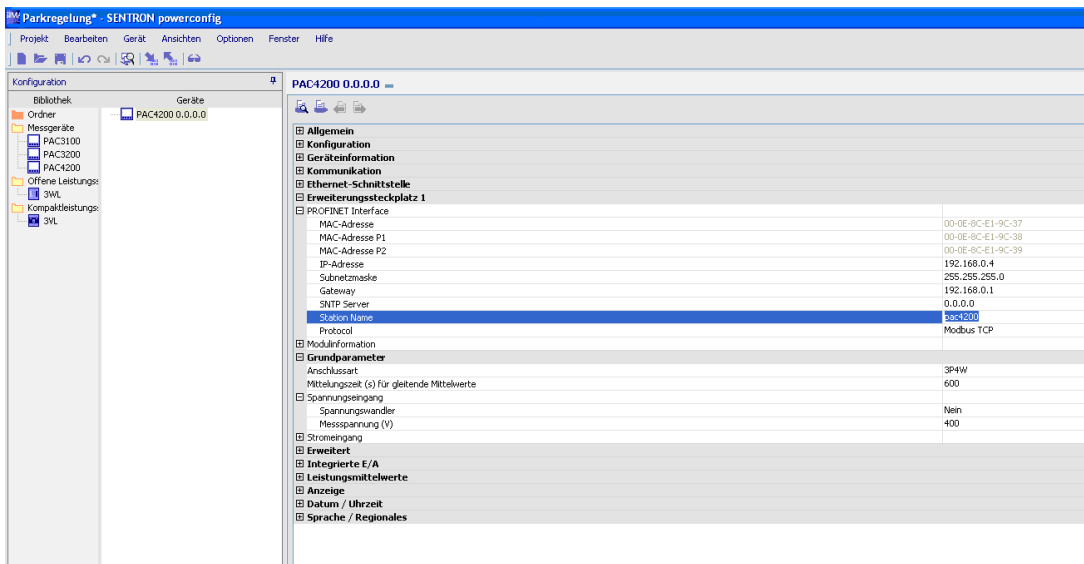 Parkregelung* - SENTRON powerconfig
Projekt Bearbeiten Gerät Ansichten Optionen Fenster Hilfe
Konfiguration
Bibliothek Geräte
Ordner
Messgeräte
PAC3100
PAC3200
PAC4200
Offene Leistungss
3WL
Kompaktleistungs
3VL
PAC4200 0.0.0.0
PAC4200 0.0.0.0
Allgemein
Konfiguration
Geräteinformation
Kommunikation
Ethernet-Schnittstelle
Erweiterungssteckplatz 1
PROFINET Interface
MAC-Adresse 00-0E-8C-E1-9C-37
MAC-Adresse P1 00-0E-8C-E1-9C-38
MAC-Adresse P2 00-0E-8C-E1-9C-39
IP-Adresse 192.168.0.4
Subnetzmaske 255.255.255.0
Gateway 192.168.0.1
SNTP Server 0.0.0.0
Station Name pac4200
Protocol Modbus TCP
Modulinformation
Grundparameter
Anschlussart 3P4W
Mittelungszeit (s) für gleitende Mittelwerte 600
Spannungseingang
Spannungswandler Nein
Messspannung (V) 400
Stromeingang
Erweitert
Integrierte E/A
Leistungsmittelwerte
Anzeige
Datum / Uhrzeit
Sprache / Regionales